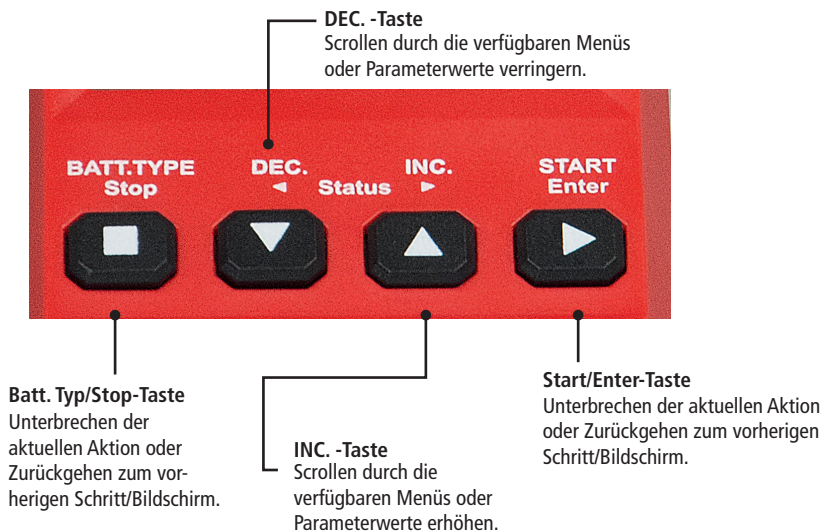 DEC. -Taste
Scrollen durch die verfügbaren Menüs
oder Parameterwerte verringern.
BATT.TYPE
Stop
DEC.
INC.
Status
START
Enter
Batt. Typ/Stop-Taste
Unterbrechen der
aktuellen Aktion oder
Zurückgehen zum vor-
herigen Schritt/Bildschirm.
INC. -Taste
Scrollen durch die
verfügbaren Menüs oder
Parameterwerte erhöhen.
Start/Enter-Taste
Unterbrechen der aktuellen Aktion
oder Zurückgehen zum vorherigen
Schritt/Bildschirm.